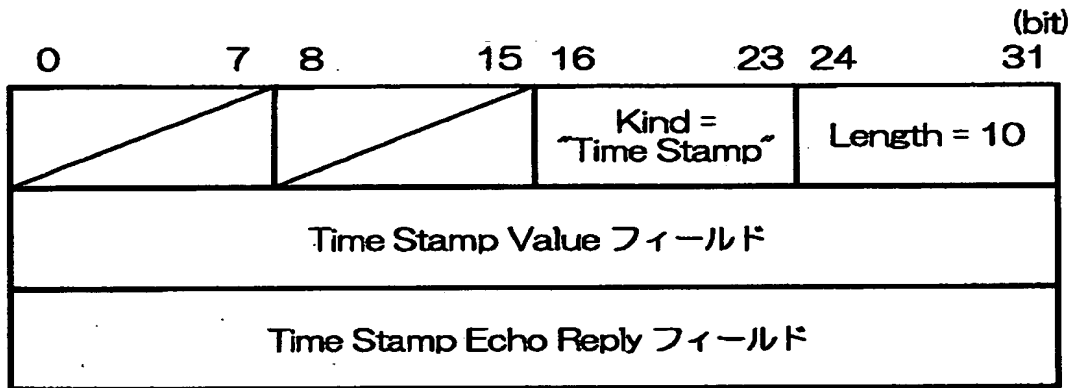 (bit)
0 7 8 15 16 23 24 31
Kind =
"Time Stamp"
Length = 10
Time Stamp Value フィールド
Time Stamp Echo Reply フィールド